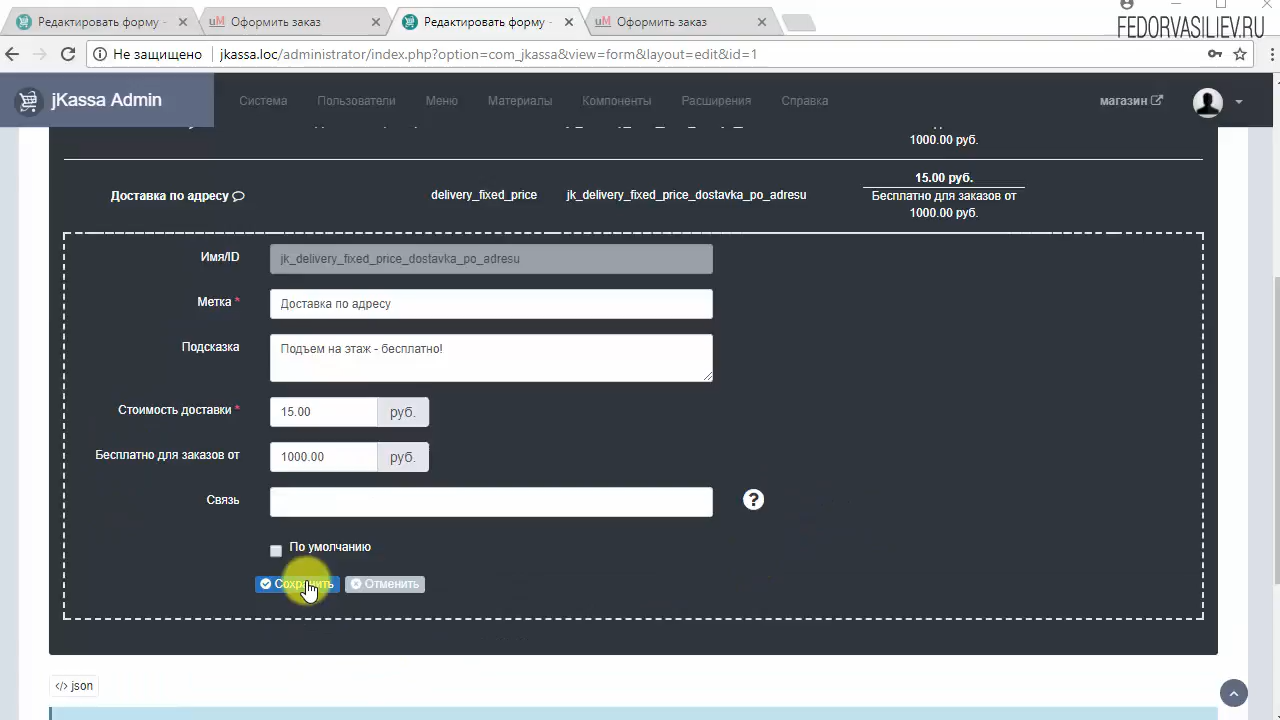 Редактировать форму -
Оформить заказ
Редактировать форму -
Оформить заказ
FEDORVASILIEV.RU
Не защищено
jkassa.loc/administrator/index.php?option=com_jkassa&view=form&layout=edit&id=1
jKassa Admin
Система
Пользователи
Меню
Материалы
Компоненты
Расширения
Справка
магазин
1000.00 руб.
Доставка по адресу
delivery_fixed_price
jk_delivery_fixed_price_dostavka_po_adresu
15.00 руб.
Бесплатно для заказов от
1000.00 руб.
Имя/ID
jk_delivery_fixed_price_dostavka_po_adresu
Метка *
Доставка по адресу
Подсказка
Подъем на этаж - бесплатно!
Стоимость доставки *
15.00 руб.
Бесплатно для заказов от
1000.00 руб.
Связь
?
По умолчанию
Сохранить
Отменить
</> json